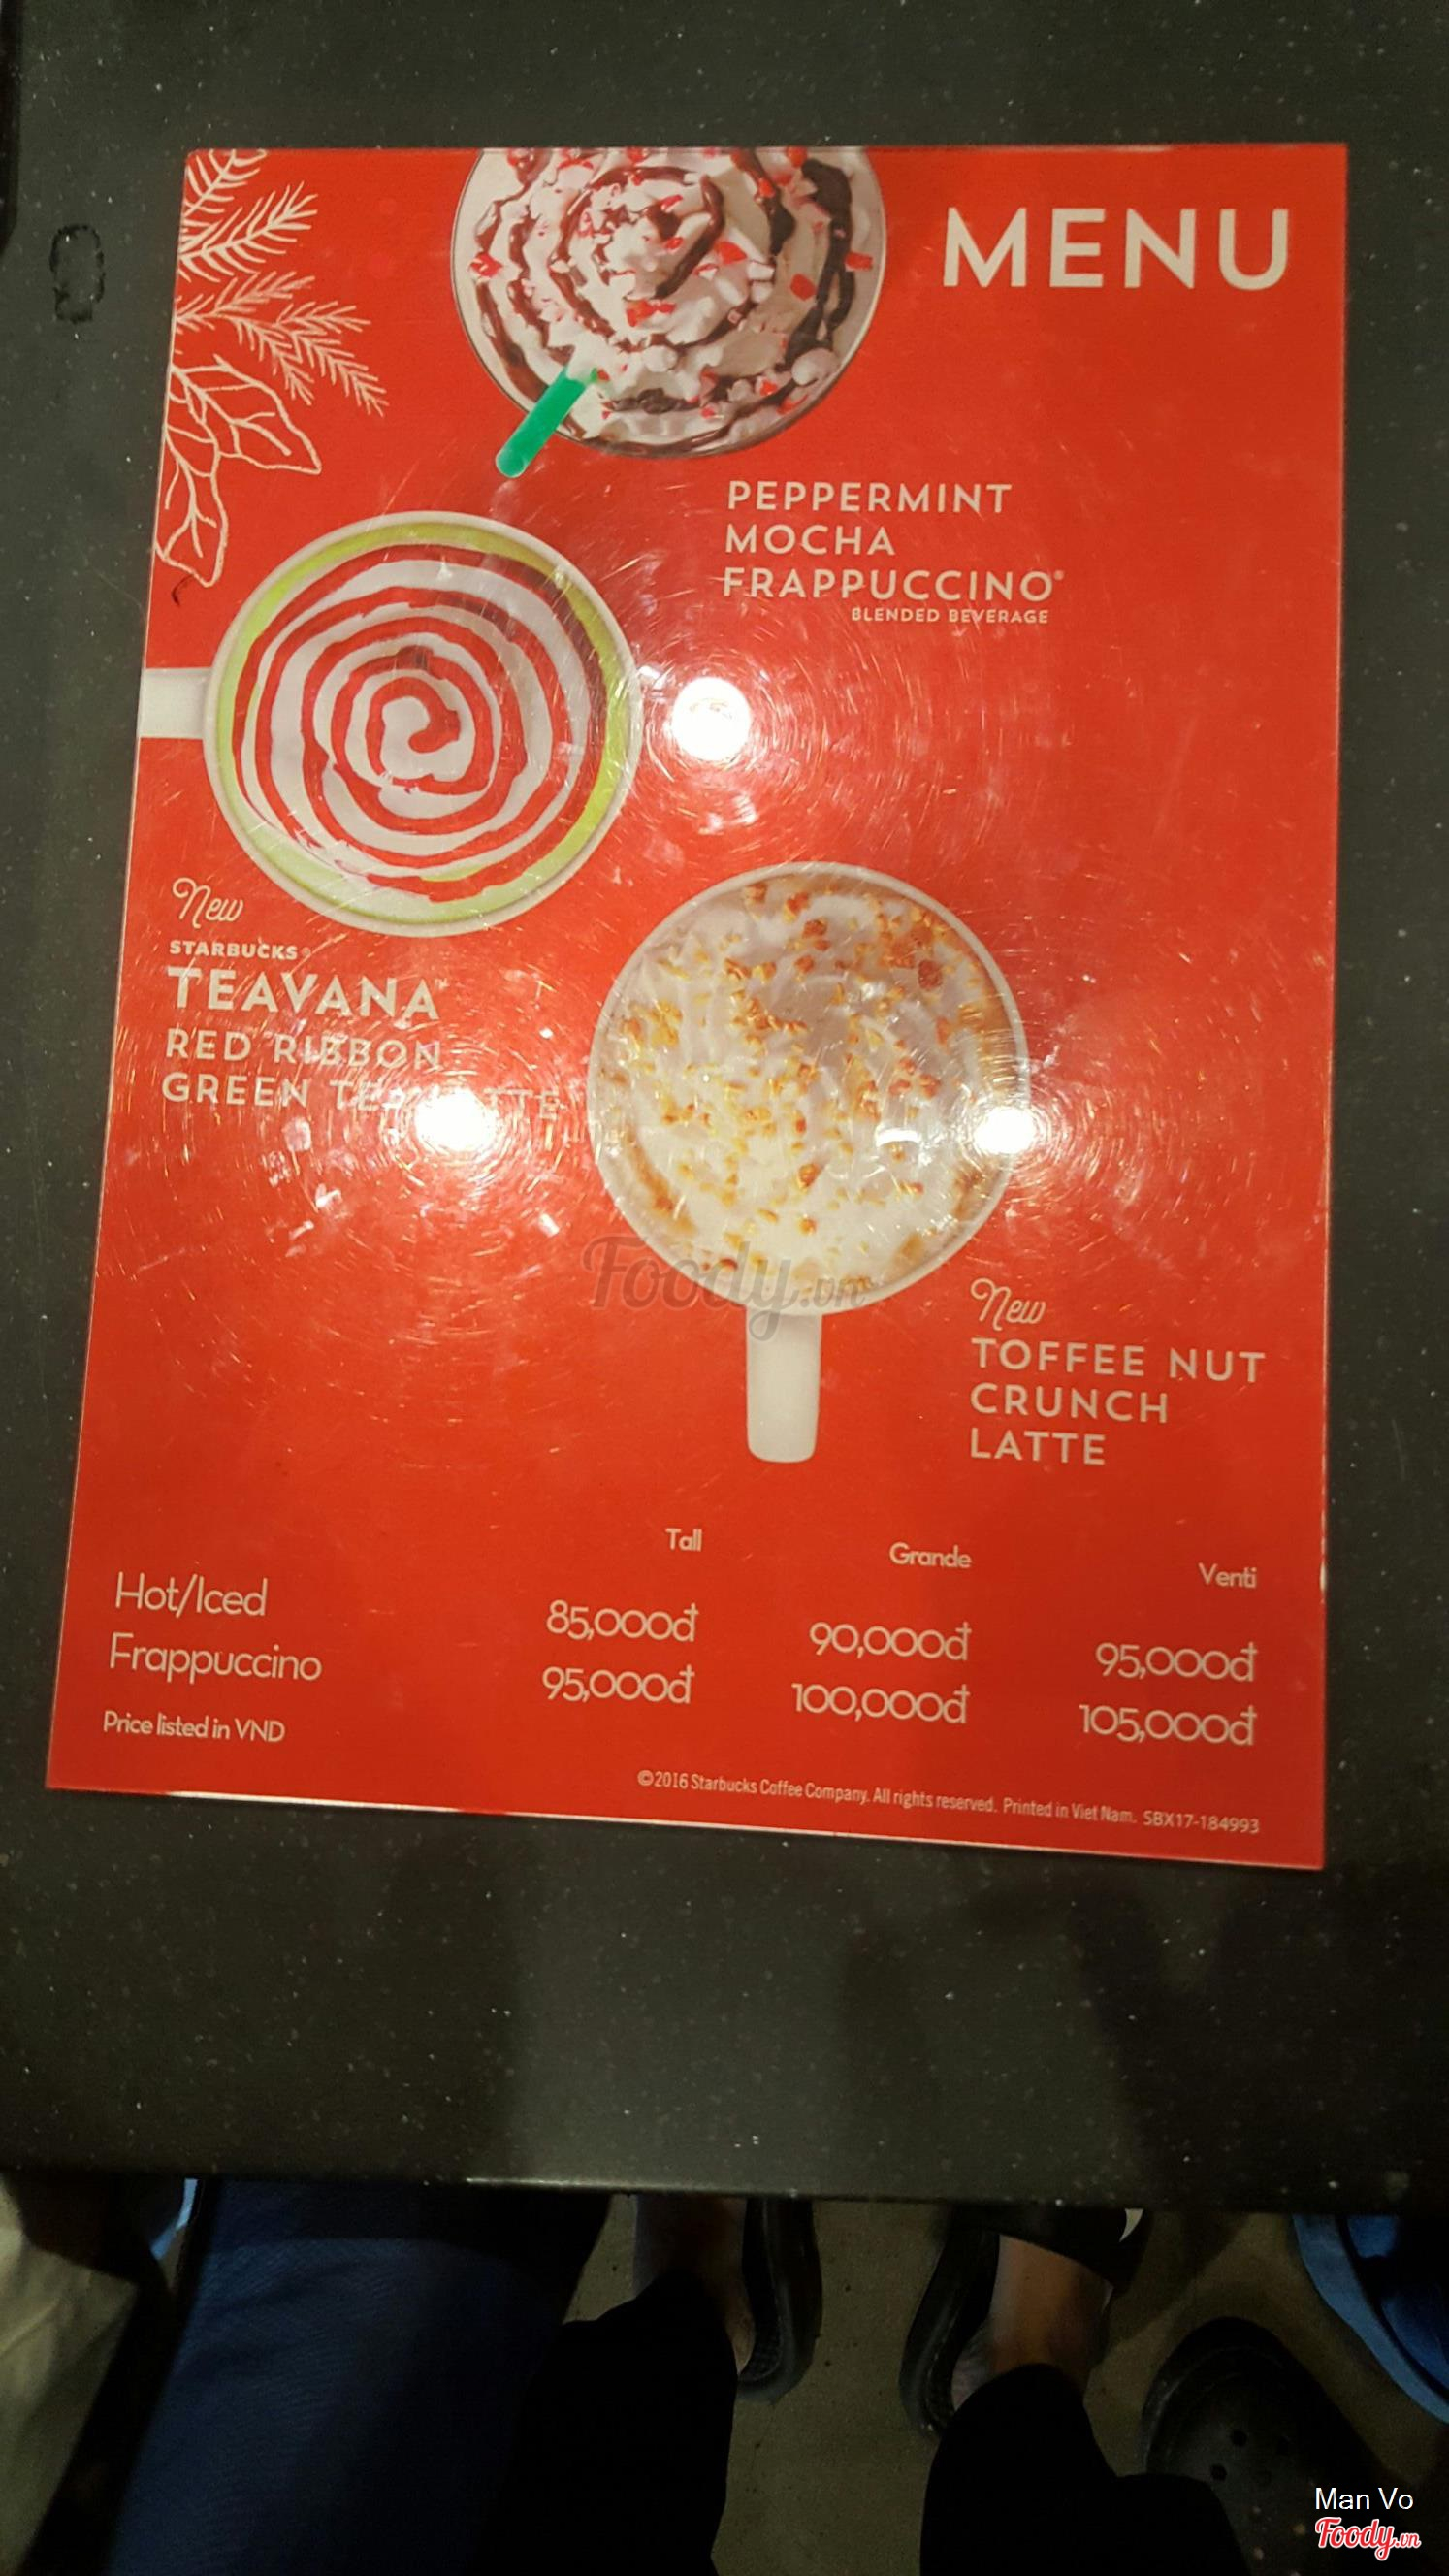 MENU
PEPPERMINT
MOCHA
FRAPPUCCINO®
BLENDED BEVERAGE
New
STARBUCKS®
TEAVANA™
RED RIBBON
GREEN TEA LATTE
Foody.vn
New
TOFFEE NUT
CRUNCH
LATTE
Tall Grande Venti
Hot/Iced 85,000đ 90,000đ 95,000đ
Frappuccino 95,000đ 100,000đ 105,000đ
Price listed in VND
©2016 Starbucks Coffee Company. All rights reserved. Printed in Viet Nam. SBX17-184993
Man Vo
Foody.vn